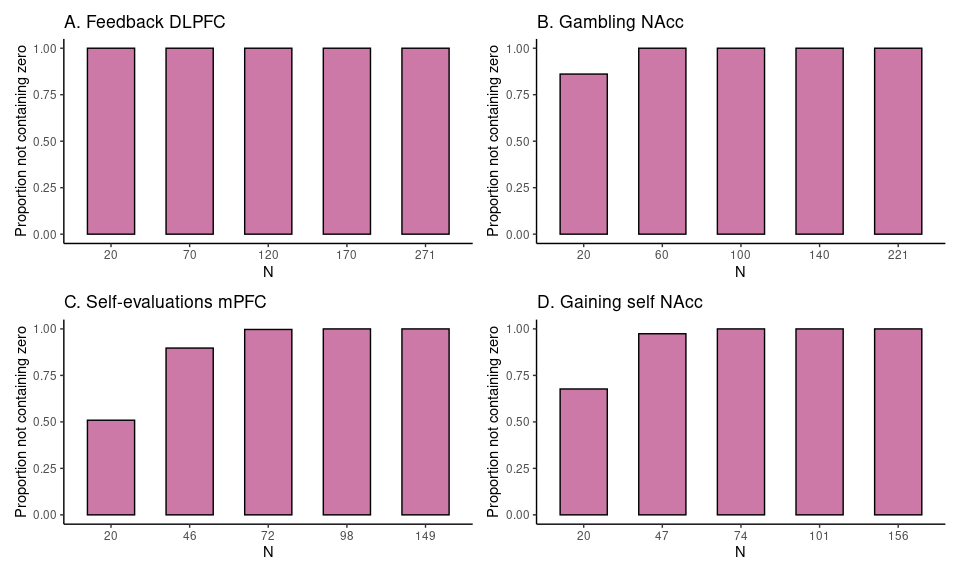 A. Feedback DLPFC
Proportion not containing zero
1.00
0.75
0.50
0.25
0.00
20 70 120 170 271
N
B. Gambling NAcc
Proportion not containing zero
1.00
0.75
0.50
0.25
0.00
20 60 100 140 221
N
C. Self-evaluations mPFC
Proportion not containing zero
1.00
0.75
0.50
0.25
0.00
20 46 72 98 149
N
D. Gaining self NAcc
Proportion not containing zero
1.00
0.75
0.50
0.25
0.00
20 47 74 101 156
N